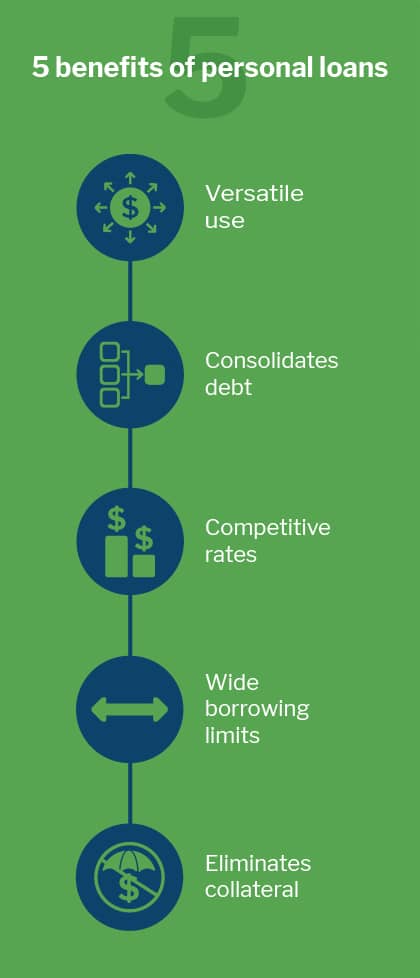 5
5 benefits of personal loans
$
Versatile
use
Consolidates
debt
$
$
Competitive
rates
Wide
borrowing
limits
$
Eliminates
collateral